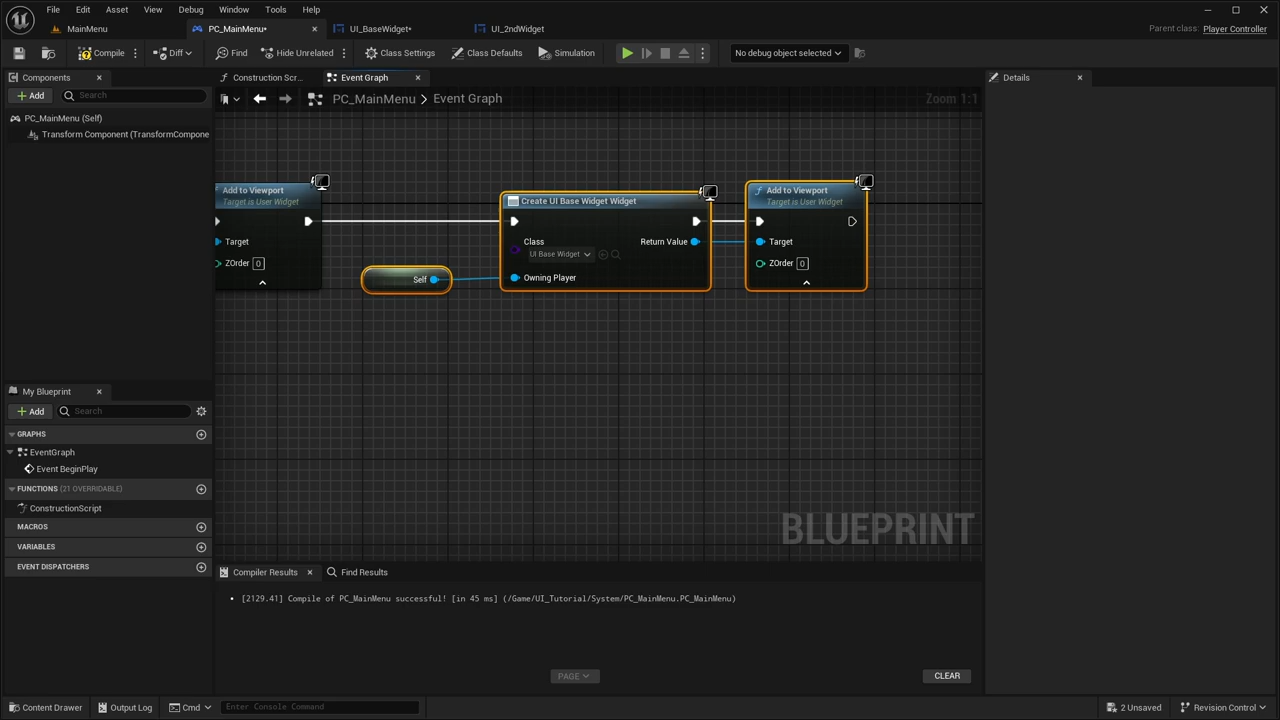 File Edit Asset View Debug Window Tools Help
MainMenu PC_MainMenu• UI_BaseWidget• UI_2ndWidget
Parent class: Player Controller
Compile Diff Find Hide Unrelated Class Settings Class Defaults Simulation No debug object selected
Components
Construction Scr... Event Graph
Details
Add Search
PC_MainMenu > Event Graph
Zoom 1:1
PC_MainMenu (Self)
Transform Component (TransformCompone
Add to Viewport
Target is User Widget
Target
ZOrder 0
Self
Create UI Base Widget Widget
Class
UI Base Widget
Return Value
Owning Player
Add to Viewport
Target is User Widget
Target
ZOrder 0
BLUEPRINT
My Blueprint
Add Search
GRAPHS
EventGraph
Event BeginPlay
FUNCTIONS (21 OVERRIDABLE)
ConstructionScript
MACROS
VARIABLES
EVENT DISPATCHERS
Compiler Results Find Results
[2129.41] Compile of PC_MainMenu successful! [in 45 ms] (/Game/UI_Tutorial/System/PC_MainMenu.PC_MainMenu)
PAGE
CLEAR
Content Drawer Output Log Cmd Enter Console Command 2 Unsaved Revision Control